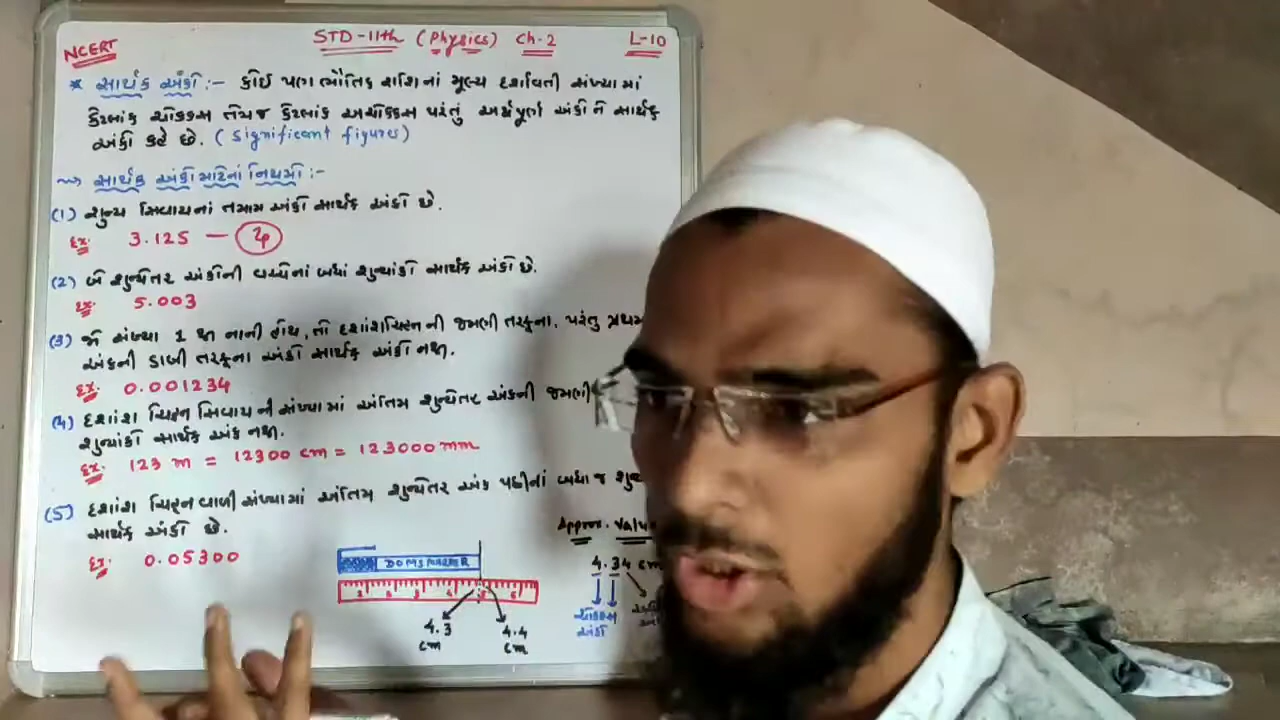 NCERT STD-11th (Physics) Ch-2 L-10
* સાર્થક અંકો :- કોઈ પણ ભૌતિક રાશિનાં મૂલ્ય દર્શાવતી સંખ્યામાં
કેટલાંક ચોક્કસ તેમજ કેટલાંક અચોક્કસ પરંતુ અર્થપૂર્ણ અંકોને સાર્થક
અંકો કહે છે. (Significant figures)
સાર્થક અંકો માટેનાં નિયમો :-
(1) શુન્ય સિવાયનાં તમામ અંકો સાર્થક અંકો છે.
Ex. 3.125 — 4
(2) બે શુન્યેતર અંકોની વચ્ચેનાં બધાં શુન્યાંકો સાર્થક અંકો છે.
Ex. 5.003
(3) જો સંખ્યા 1 થી નાની હોય, તો દશાંશચિહ્ન ની જમણી તરફના, પરંતુ પ્રથમ
અંકની ડાબી તરફના અંકો સાર્થક અંકો નથી.
Ex. 0.001234
(4) દશાંશ ચિહ્ન સિવાય ની સંખ્યામાં અંતિમ શુન્યેતર અંકની જમણી
શુન્યાંકો સાર્થક અંક નથી.
Ex. 123 m = 12300 cm = 123000 mm
(5) દશાંશ ચિહ્ન વાળી સંખ્યામાં અંતિમ શુન્યેતર અંક પછીનાં બધા જ
સાર્થક અંકો છે.
Ex. 0.05300
Approx. Value
DOMS
4.34 cm
4.3 cm
4.4 cm
ચોક્કસ
અંકો